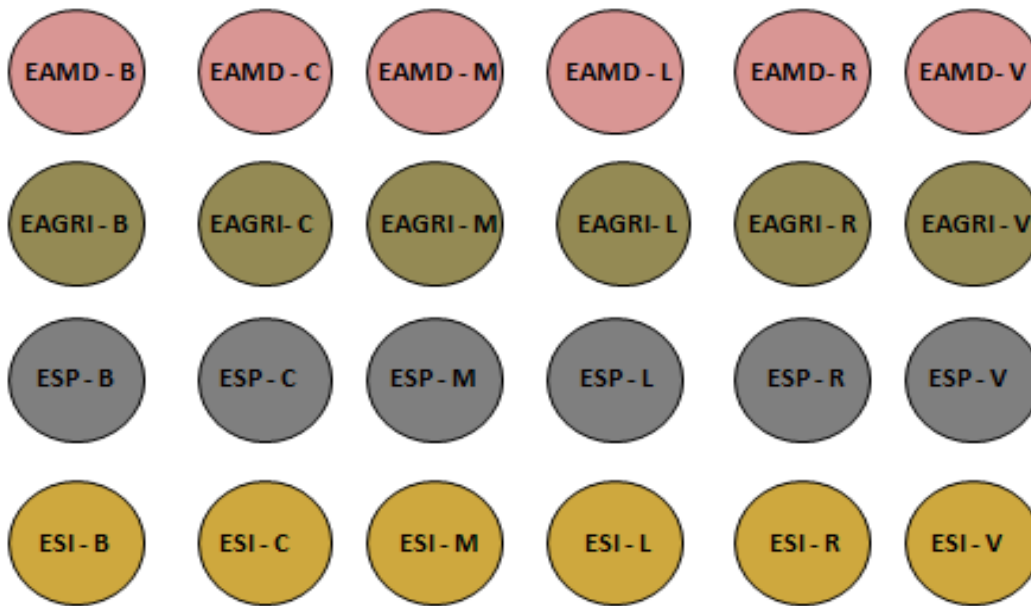 EAMD - B EAMD - C EAMD - M EAMD - L EAMD- R EAMD- V
EAGRI - B EAGRI- C EAGRI - M EAGRI- L EAGRI - R EAGRI - V
ESP - B ESP - C ESP - M ESP - L ESP - R ESP - V
ESI - B ESI - C ESI - M ESI - L ESI - R ESI - V